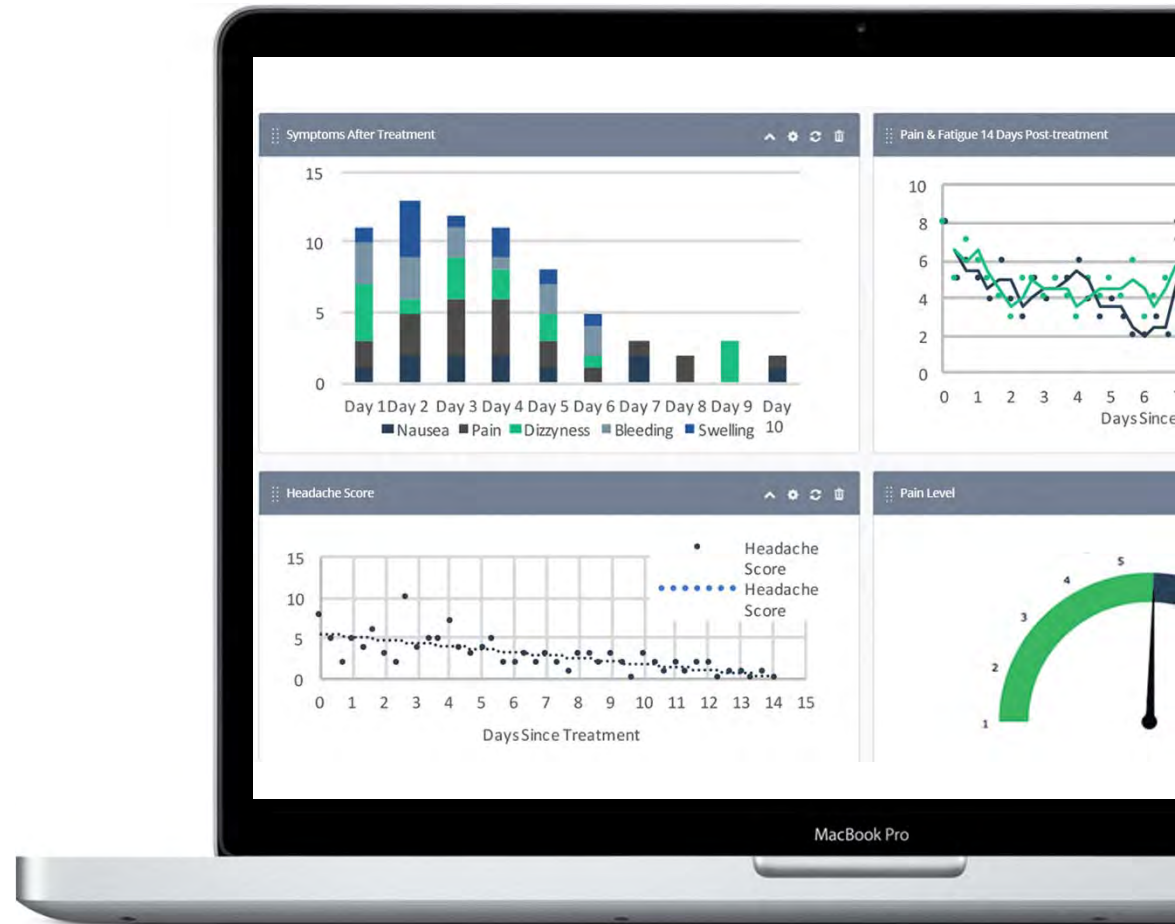 Symptoms After Treatment
15
10
5
0
Day 1 Day 2 Day 3 Day 4 Day 5 Day 6 Day 7 Day 8 Day 9 Day
10
Nausea Pain Dizzyness Bleeding Swelling
Pain & Fatigue 14 Days Post-treatment
10
8
6
4
2
0
0 1 2 3 4 5 6
Days Since
Headache Score
15
10
5
0
Headache
Score
Headache
Score
0 1 2 3 4 5 6 7 8 9 10 11 12 13 14 15
Days Since Treatment
Pain Level
5
4
3
2
1
MacBook Pro